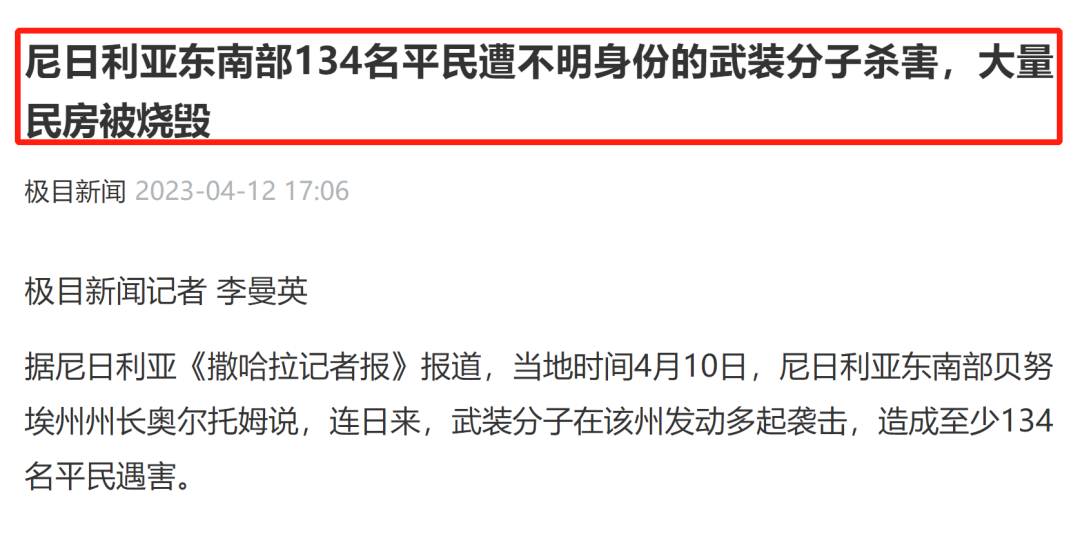 尼日利亚东南部134名平民遭不明身份的武装分子杀害，大量
民房被烧毁
极目新闻 2023-04-12 17:06
极目新闻记者 李曼英
据尼日利亚《撒哈拉记者报》报道，当地时间4月10日，尼日利亚东南部贝努
埃州州长奥尔托姆说，连日来，武装分子在该州发动多起袭击，造成至少134
名平民遇害。